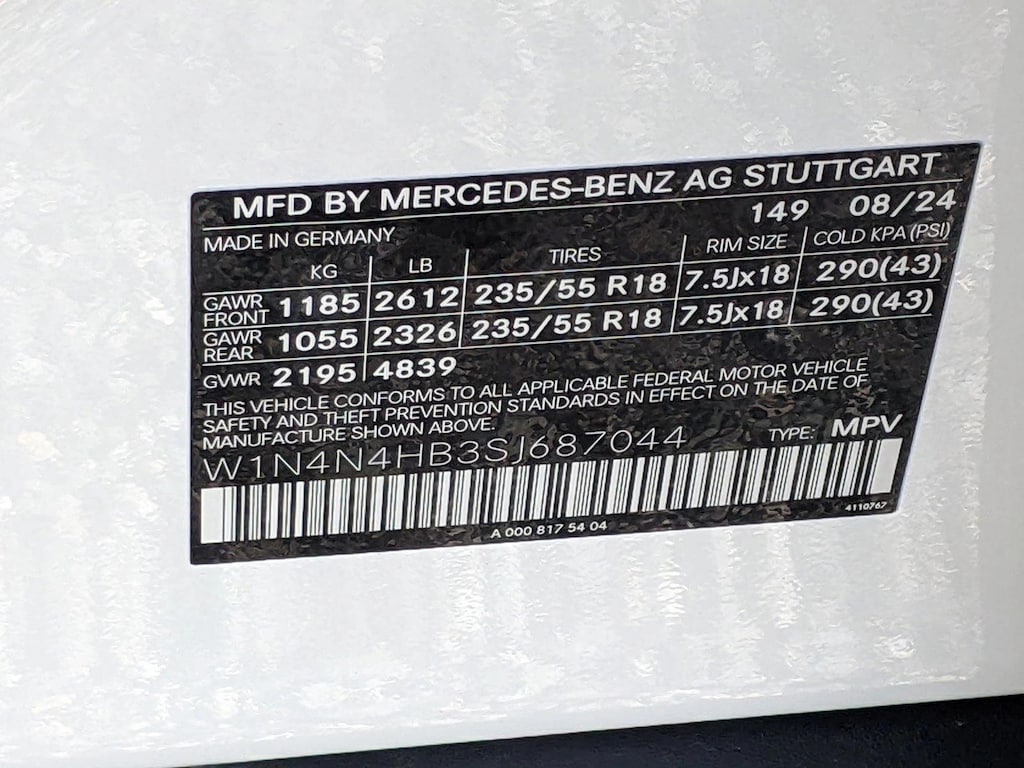 MFD BY MERCEDES-BENZ AG STUTTGART
149 08/24
MADE IN GERMANY
KG LB TIRES RIM SIZE COLD KPA (PSI)
GAWR FRONT 1185 2612 235/55 R18 7.5Jx18 290(43)
GAWR REAR 1055 2326 235/55 R18 7.5Jx18 290(43)
GVWR 2195 4839
THIS VEHICLE CONFORMS TO ALL APPLICABLE FEDERAL MOTOR VEHICLE
SAFETY AND THEFT PREVENTION STANDARDS IN EFFECT ON THE DATE OF
MANUFACTURE SHOWN ABOVE.
W1N4N4HB3SJ687044 TYPE: MPV
A 000 817 54 04
4110767